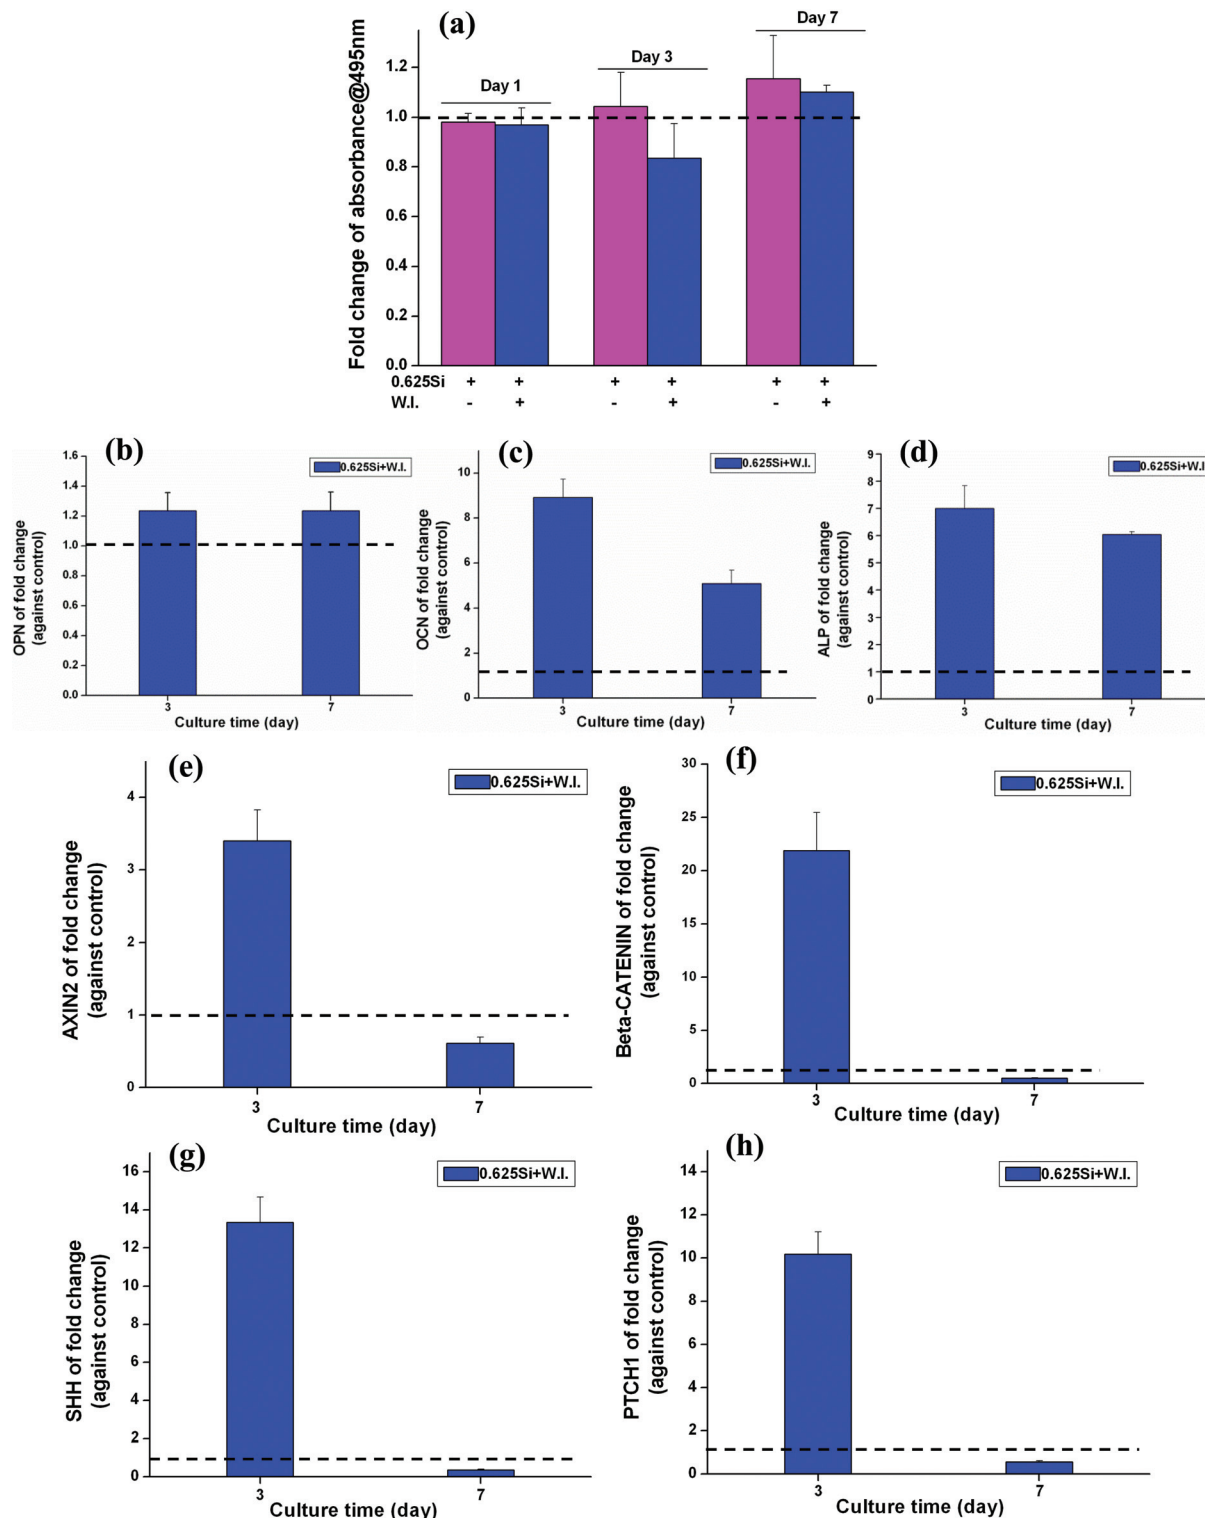 (a)
Fold change of absorbance@495nm
1.2
1.0
0.8
0.6
0.4
0.2
0.0
Day 1
Day 3
Day 7
0.625Si + + + + + +
W.I. - + - + - +
(b)
OPN of fold change
(against control)
1.6
1.4
1.2
1.0
0.8
0.6
0.4
0.2
0.0
0.625Si+W.I.
3 7
Culture time (day)
(c)
OCN of fold change
(against control)
10
8
6
4
2
0
0.625Si+W.I.
3 7
Culture time (day)
(d)
ALP of fold change
(against control)
9
8
7
6
5
4
3
2
1
0
0.625Si+W.I.
3 7
Culture time (day)
(e)
AXIN2 of fold change
(against control)
4
3
2
1
0
0.625Si+W.I.
3 7
Culture time (day)
(f)
Beta-CATENIN of fold change
(against control)
30
25
20
15
10
5
0
0.625Si+W.I.
3 7
Culture time (day)
(g)
SHH of fold change
(against control)
16
14
12
10
8
6
4
2
0
0.625Si+W.I.
3 7
Culture time (day)
(h)
PTCH1 of fold change
(against control)
14
12
10
8
6
4
2
0
0.625Si+W.I.
3 7
Culture time (day)